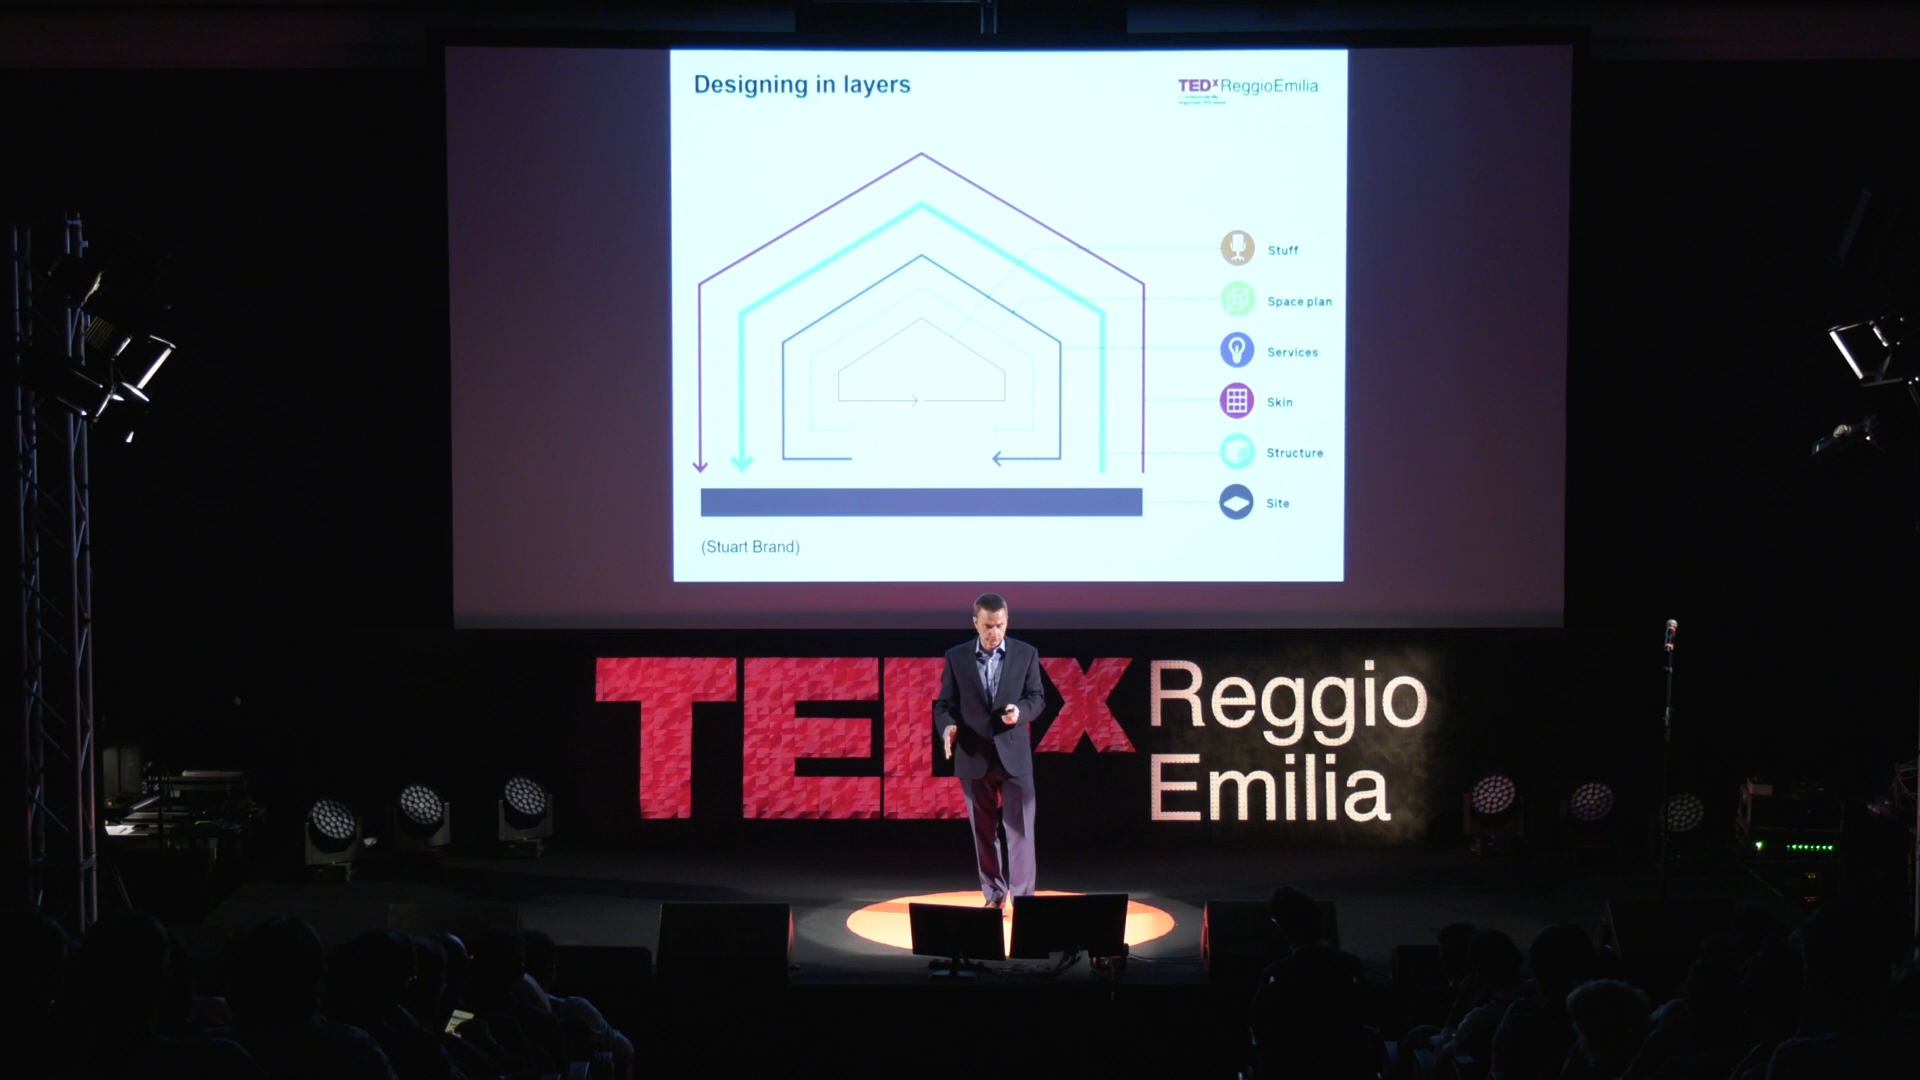 Designing in layers
TEDxReggioEmilia
Stuff
Space plan
Services
Skin
Structure
Site
(Stuart Brand)
TEDx Reggio
Emilia